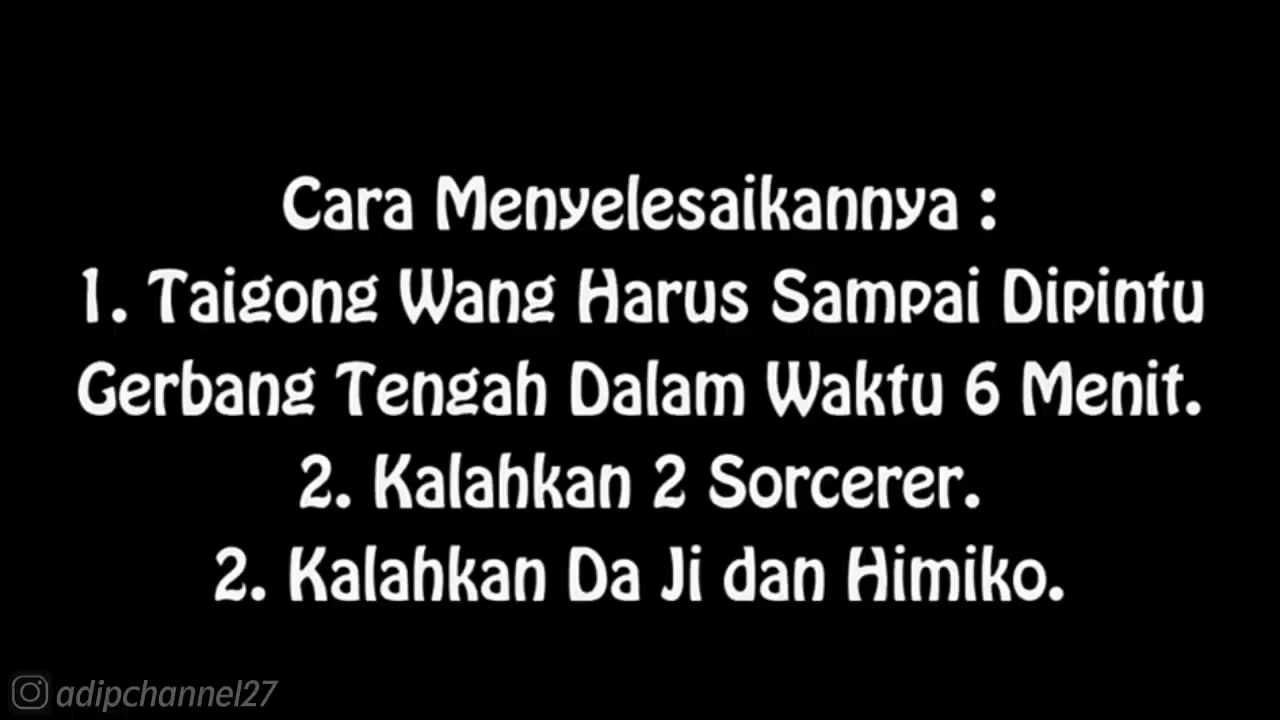 Cara Menyelesaikannya :
1. Taigong Wang Harus Sampai Dipintu
Gerbang Tengah Dalam Waktu 6 Menit.
2. Kalahkan 2 Sorcerer.
2. Kalahkan Da Ji dan Himiko.
adipchannel27